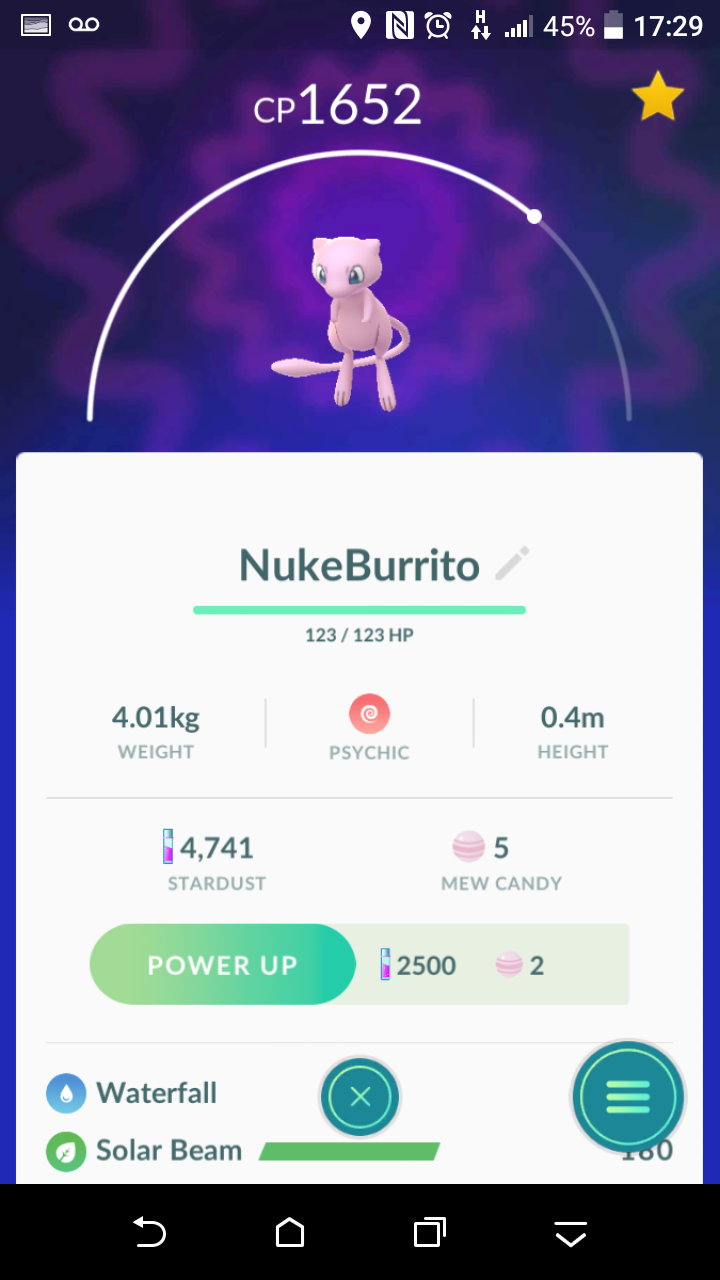 H 45% 17:29
CP1652
NukeBurrito
123 / 123 HP
4.01kg PSYCHIC 0.4m
WEIGHT HEIGHT
4,741 5
STARDUST MEW CANDY
POWER UP 2500 2
Waterfall
Solar Beam 180